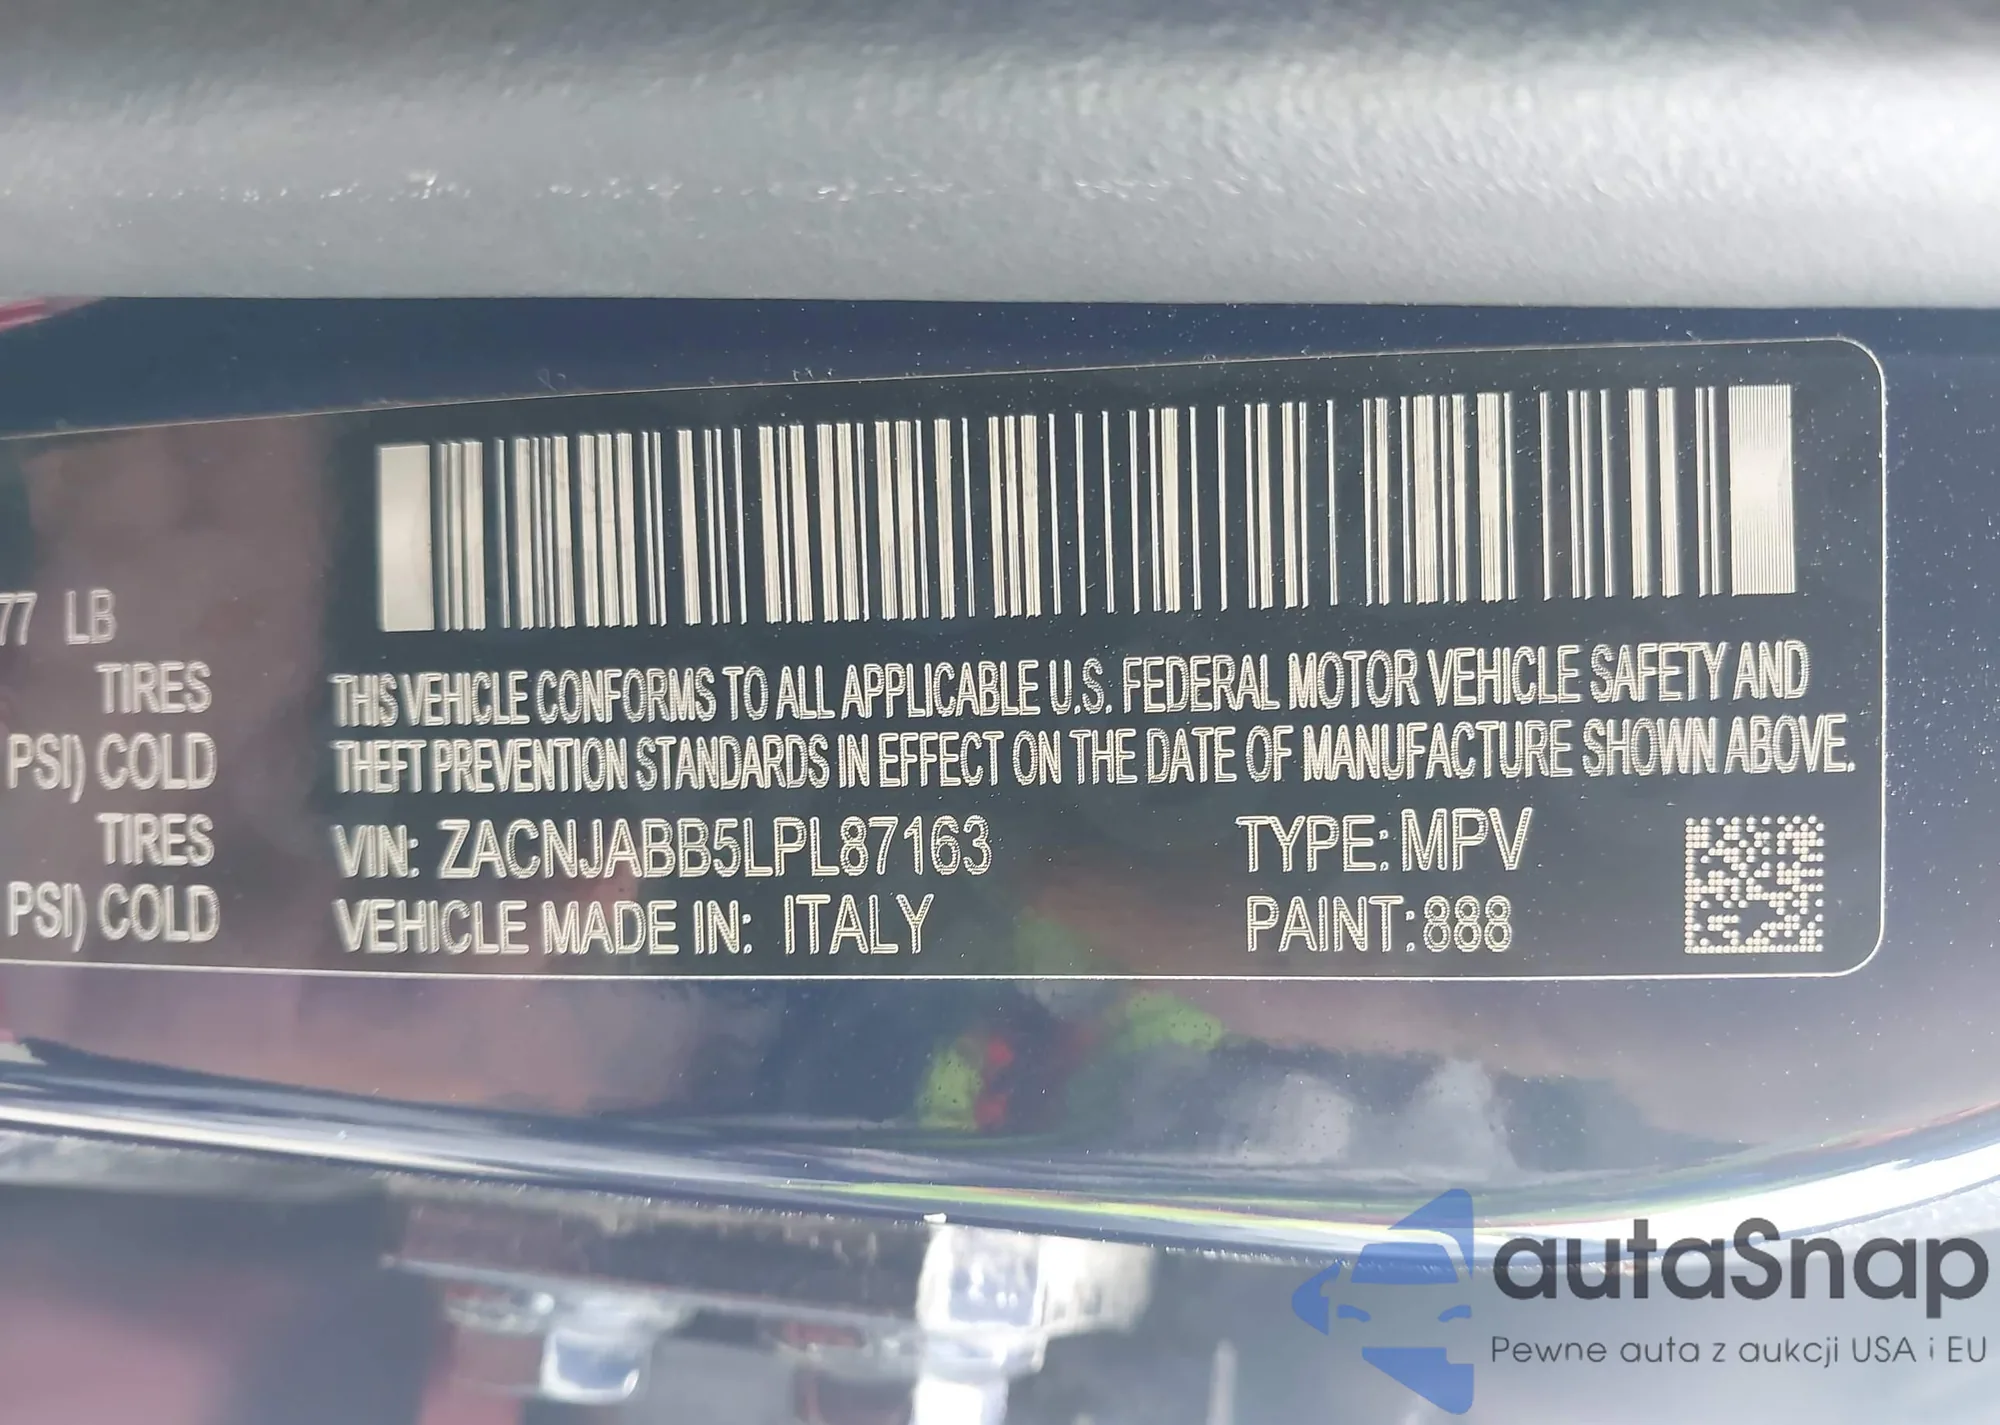 77 LB
TIRES
PSI) COLD
TIRES
PSI) COLD
THIS VEHICLE CONFORMS TO ALL APPLICABLE U.S. FEDERAL MOTOR VEHICLE SAFETY AND
THEFT PREVENTION STANDARDS IN EFFECT ON THE DATE OF MANUFACTURE SHOWN ABOVE.
VIN: ZACNJABB5LPL87163 TYPE: MPV
VEHICLE MADE IN: ITALY PAINT: 888
autaSnap
Pewne auta z aukcji USA i EU